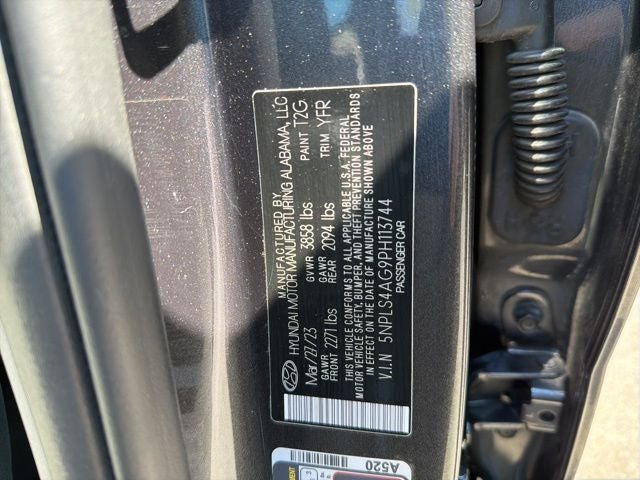 MANUFACTURED BY
HYUNDAI MOTOR MANUFACTURING ALABAMA, LLC
Mar/27/23 GVWR 3858 lbs PAINT T2G
GAWR FRONT 2271 lbs GAWR REAR 2094 lbs TRIM YFR
THIS VEHICLE CONFORMS TO ALL APPLICABLE U.S.A. FEDERAL
MOTOR VEHICLE SAFETY, BUMPER, AND THEFT PREVENTION STANDARDS
IN EFFECT ON THE DATE OF MANUFACTURE SHOWN ABOVE
V.I.N 5NPLS4AG9PH113744
PASSENGER CAR
A520